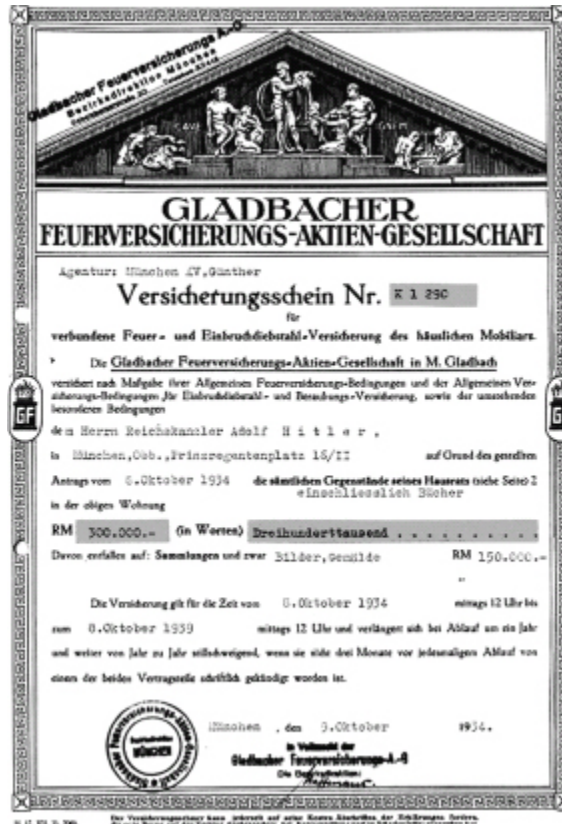 Gladbacher Feuerversicherungs A.-G
Bezirksdirektion München
GLADBACHER
FEUERVERSICHERUNGS-AKTIEN-GESELLSCHAFT
Agentur: München LV, Günther
Versicherungsschein Nr. K 1 290
für
verbundene Feuer- und Einbruchdiebstahl-Versicherung des häuslichen Mobiliars.
Die Gladbacher Feuerversicherungs-Aktien-Gesellschaft in M. Gladbach
versichert nach Maßgabe ihrer Allgemeinen Feuerversicherungs-Bedingungen und der Allgemeinen Ver-
sicherungs-Bedingungen für Einbruchdiebstahl- und Beraubungs-Versicherung, sowie der umstehenden
besonderen Bedingungen
dem Herrn Reichskanzler Adolf Hitler,
in München, Obb., Prinzregentenplatz 16/II auf Grund des gestellten
Antrags vom 6.Oktober 1934 die sämtlichen Gegenstände seines Hausrats (siehe Seite) 2
einschliesslich Bücher
in der obigen Wohnung
RM 300.000.- (in Worten) Dreihunderttausend . . . . . . . . . .
Davon entfallen auf: Sammlungen und zwar Bilder, Gemälde RM 150.000.-
"
Die Versicherung gilt für die Zeit vom 8.Oktober 1934 mittags 12 Uhr bis
zum 8.Oktober 1939 mittags 12 Uhr und verlängert sich bei Ablauf um ein Jahr
und weiter von Jahr zu Jahr stillschweigend, wenn sie nicht drei Monate vor jedesmaligem Ablauf von
einem der beiden Vertragsteile schriftlich gekündigt worden ist.
München, den 9.Oktober 1934.
In Vollmacht der
Gladbacher Feuerversicherungs-A.-G
Die Bezirksdirektion:
MÜNCHEN
GF